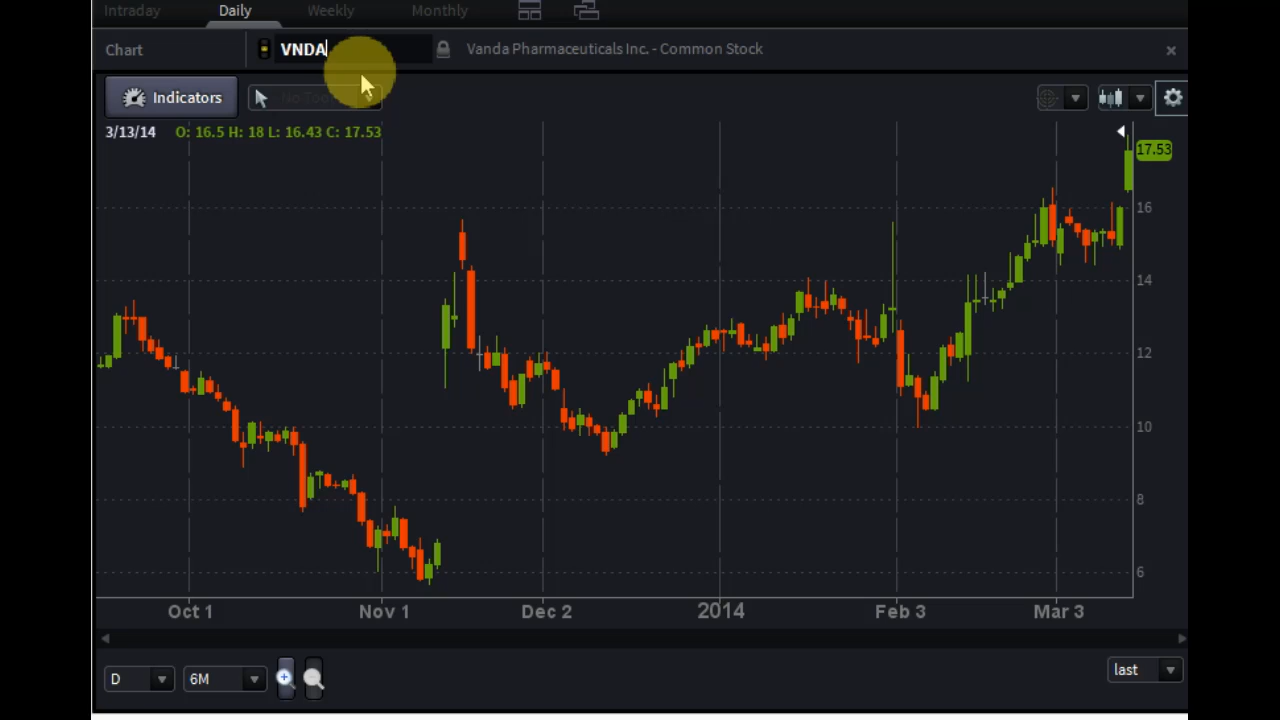 Intraday Daily Weekly Monthly
Chart VNDA Vanda Pharmaceuticals Inc. - Common Stock ×
Indicators No Tool
3/13/14 O: 16.5 H: 18 L: 16.43 C: 17.53
17.53
16
14
12
10
8
6
Oct 1 Nov 1 Dec 2 2014 Feb 3 Mar 3
D 6M last